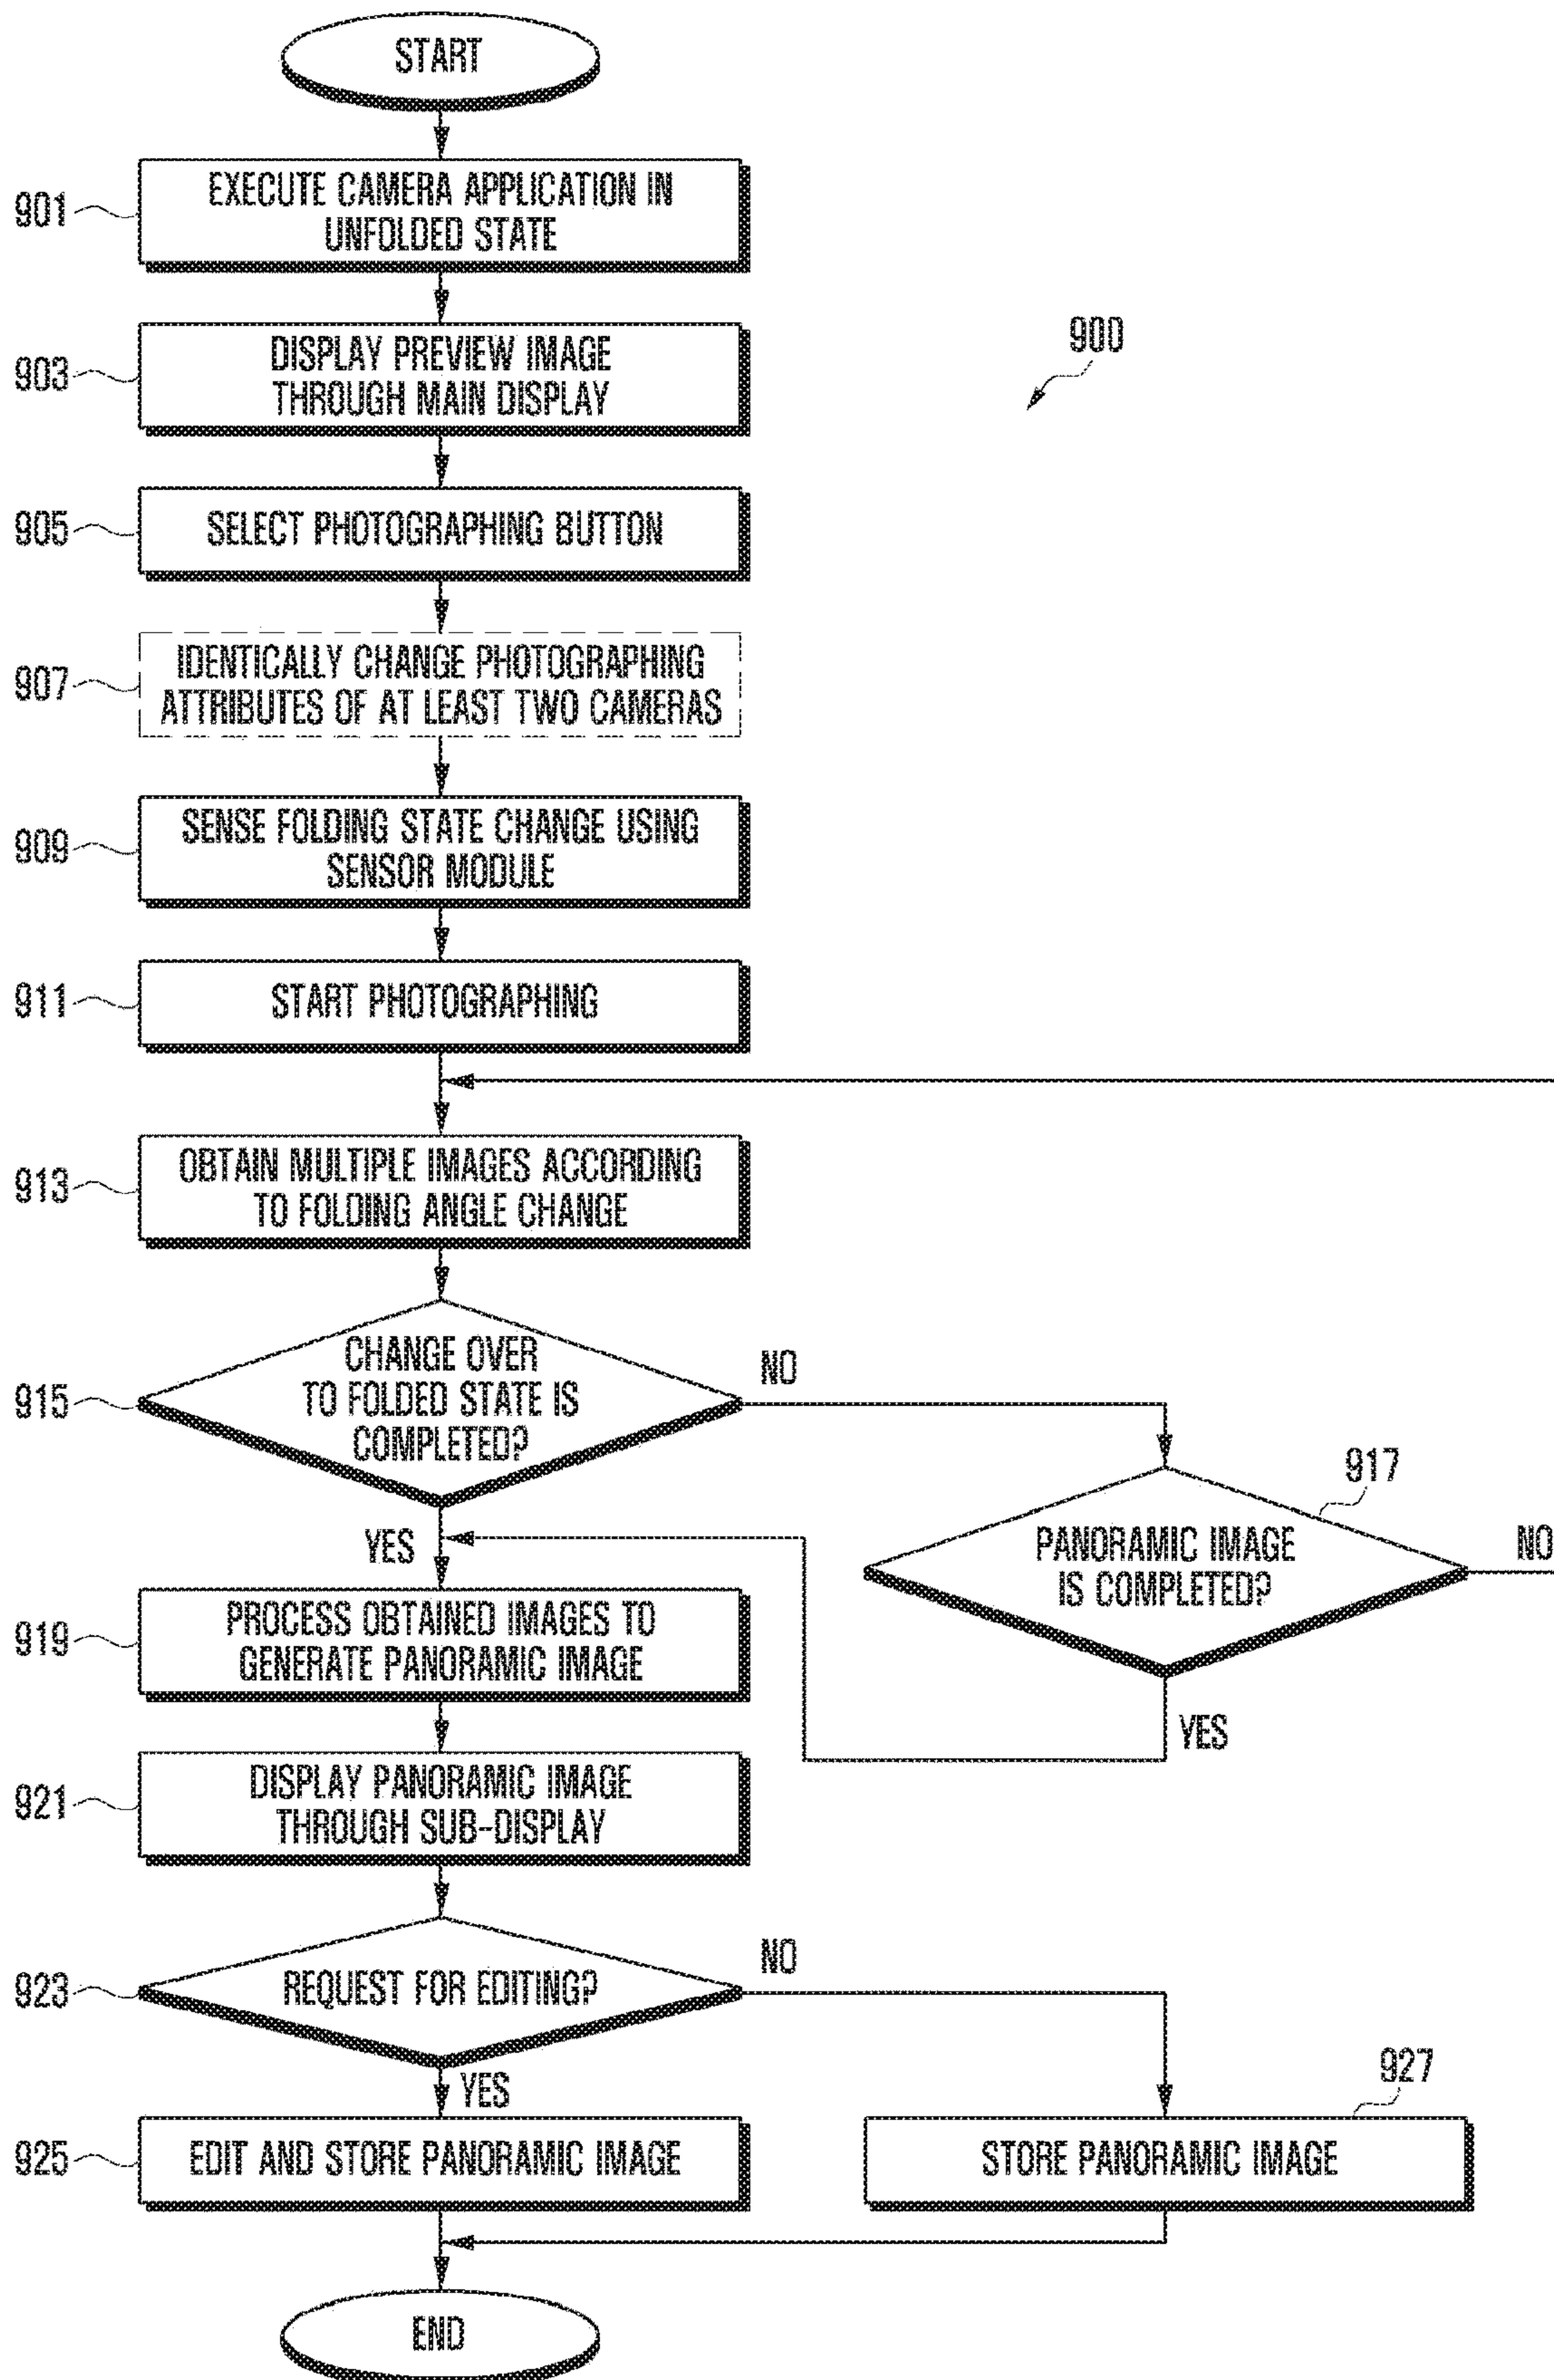 START
901
EXECUTE CAMERA APPLICATION IN
UNFOLDED STATE
900
903
DISPLAY PREVIEW IMAGE
THROUGH MAIN DISPLAY
905
SELECT PHOTOGRAPHING BUTTON
907
IDENTICALLY CHANGE PHOTOGRAPHING
ATTRIBUTES OF AT LEAST TWO CAMERAS
909
SENSE FOLDING STATE CHANGE USING
SENSOR MODULE
911
START PHOTOGRAPHING
913
OBTAIN MULTIPLE IMAGES ACCORDING
TO FOLDING ANGLE CHANGE
915
CHANGE OVER
TO FOLDED STATE IS
COMPLETED?
NO
917
PANORAMIC IMAGE
IS COMPLETED?
NO
YES
YES
919
PROCESS OBTAINED IMAGES TO
GENERATE PANORAMIC IMAGE
921
DISPLAY PANORAMIC IMAGE
THROUGH SUB-DISPLAY
923
REQUEST FOR EDITING?
NO
YES
925
EDIT AND STORE PANORAMIC IMAGE
927
STORE PANORAMIC IMAGE
END